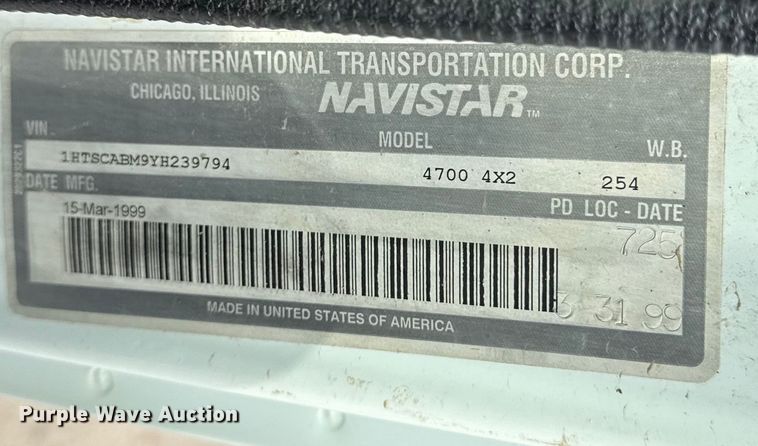 NAVISTAR INTERNATIONAL TRANSPORTATION CORP.
CHICAGO, ILLINOIS NAVISTAR™
VIN MODEL W.B.
1HTSCABM9YH239794 4700 4X2 254
DATE MFG. PD LOC - DATE
15-Mar-1999 725
3 31 99
MADE IN UNITED STATES OF AMERICA
Purple Wave Auction